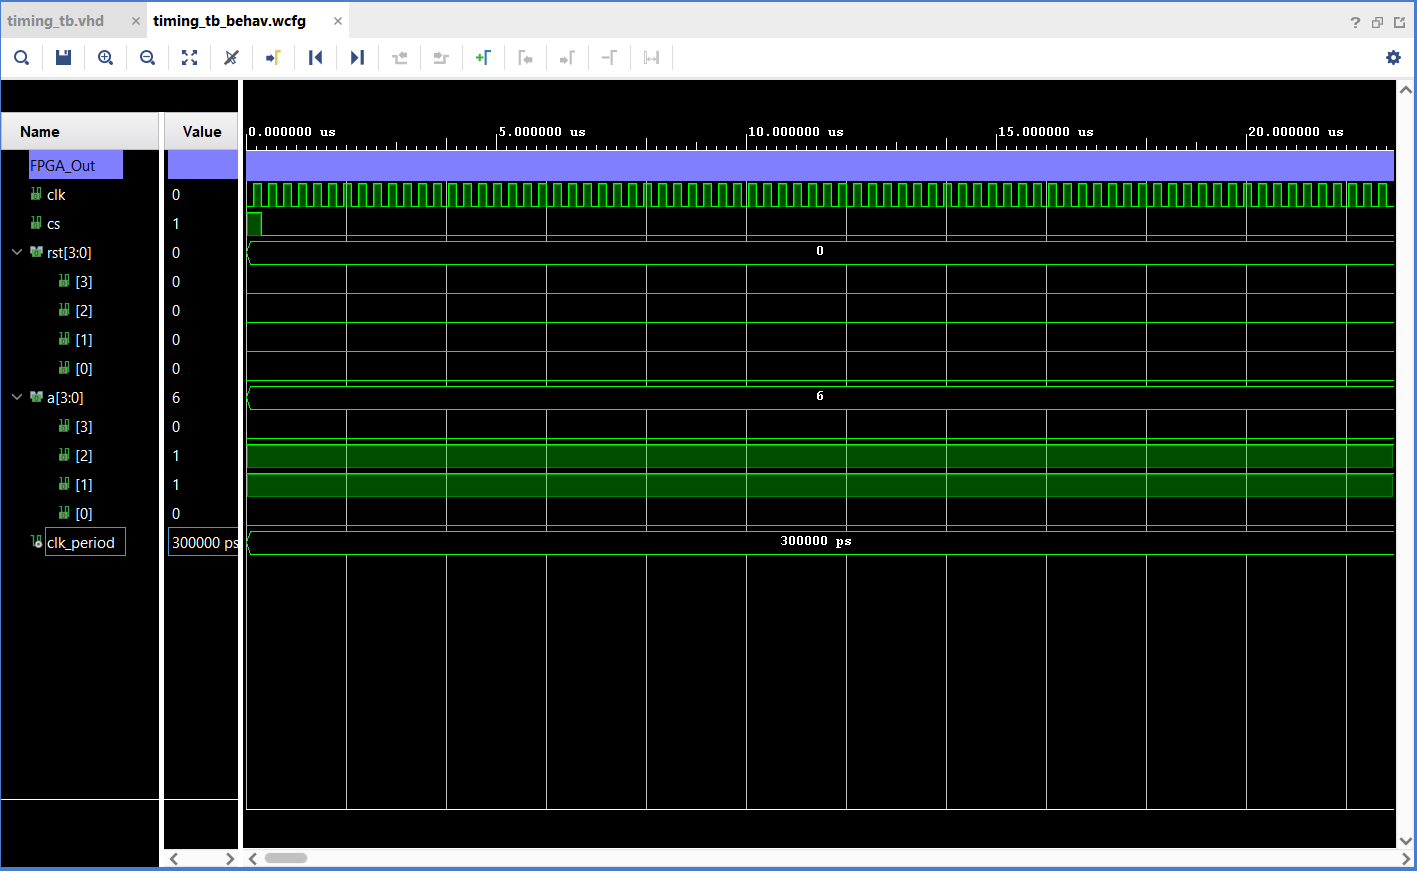 timing_tb.vhd × timing_tb_behav.wcfg × ?
Name Value 0.000000 us 5.000000 us 10.000000 us 15.000000 us 20.000000 us
FPGA_Out
clk 0
cs 1
rst[3:0] 0 0
[3] 0
[2] 0
[1] 0
[0] 0
a[3:0] 6 6
[3] 0
[2] 1
[1] 1
[0] 0
clk_period 300000 ps 300000 ps